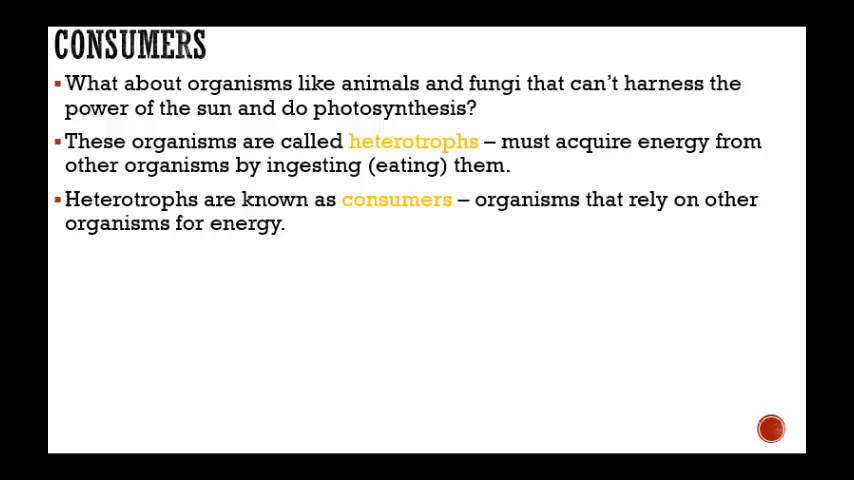 CONSUMERS
▪What about organisms like animals and fungi that can’t harness the
power of the sun and do photosynthesis?
▪These organisms are called heterotrophs – must acquire energy from
other organisms by ingesting (eating) them.
▪Heterotrophs are known as consumers – organisms that rely on other
organisms for energy.